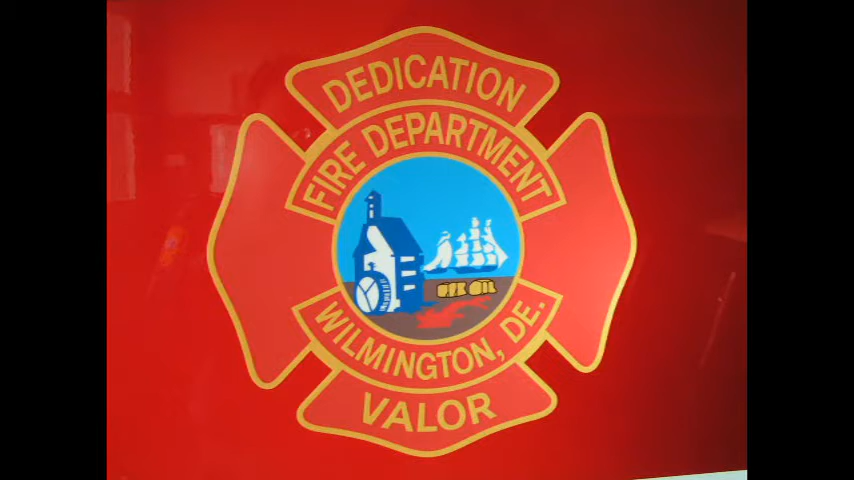 DEDICATION
FIRE DEPARTMENT
WILMINGTON, DE.
VALOR